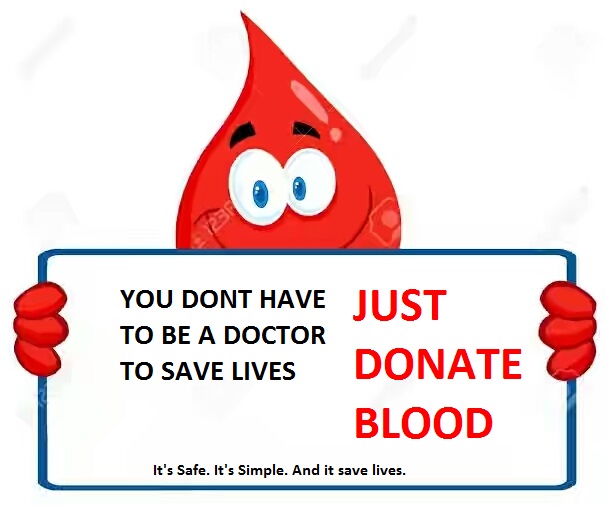 YOU DONT HAVE
TO BE A DOCTOR
TO SAVE LIVES
JUST
DONATE
BLOOD
It's Safe. It's Simple. And it save lives.